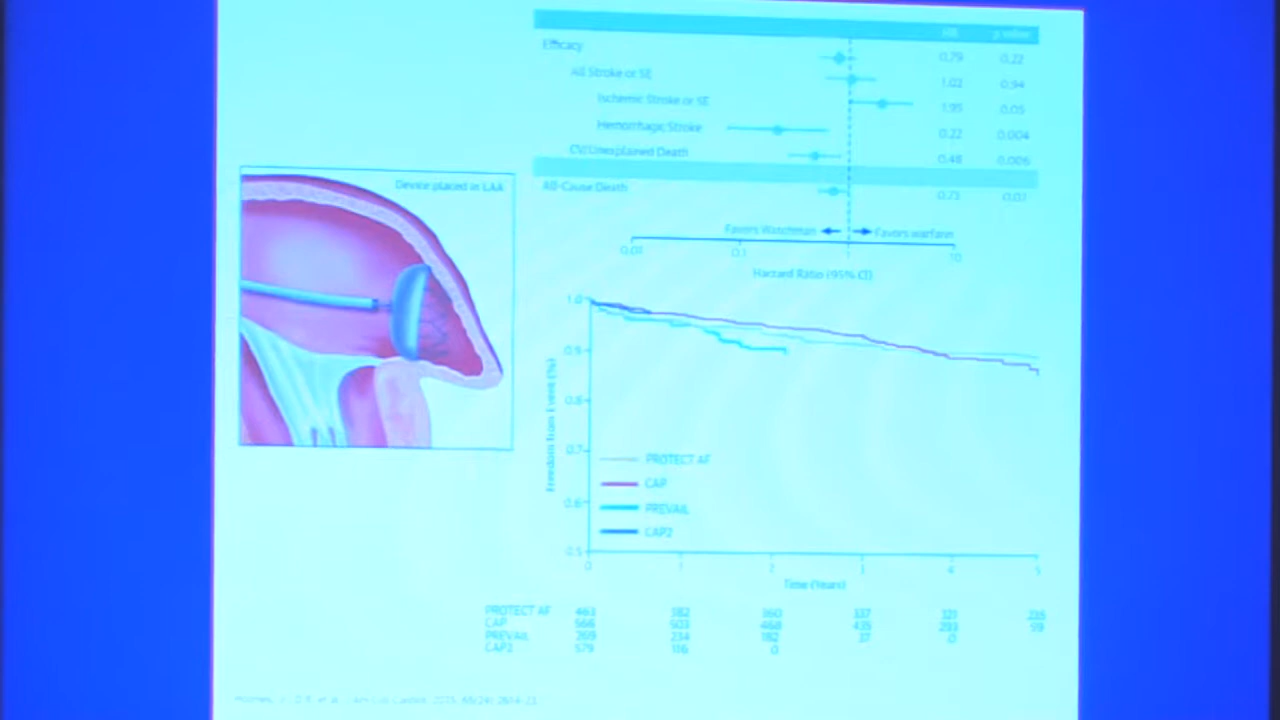 HR p value
Efficacy 0.79 0.22
All Stroke or SE 1.02 0.94
Ischemic Stroke or SE 1.95 0.05
Hemorrhagic Stroke 0.22 0.004
CV/Unexplained Death 0.48 0.006
Device placed in LAA
All-Cause Death 0.73 0.07
Favors Watchman Favors warfarin
0.01 0.1 1 10
Hazard Ratio (95% CI)
1.0
0.9
0.8
0.7
0.6
0.5
Freedom from Event (%)
PROTECT AF
CAP
PREVAIL
CAP2
0 1 2 3 4 5
Time (Years)
PROTECT AF 463 382 360 337 321
CAP 566 503 468 435 99
PREVAIL 269 234 182 37 0
CAP2 579 116 0
Holmes, 2015